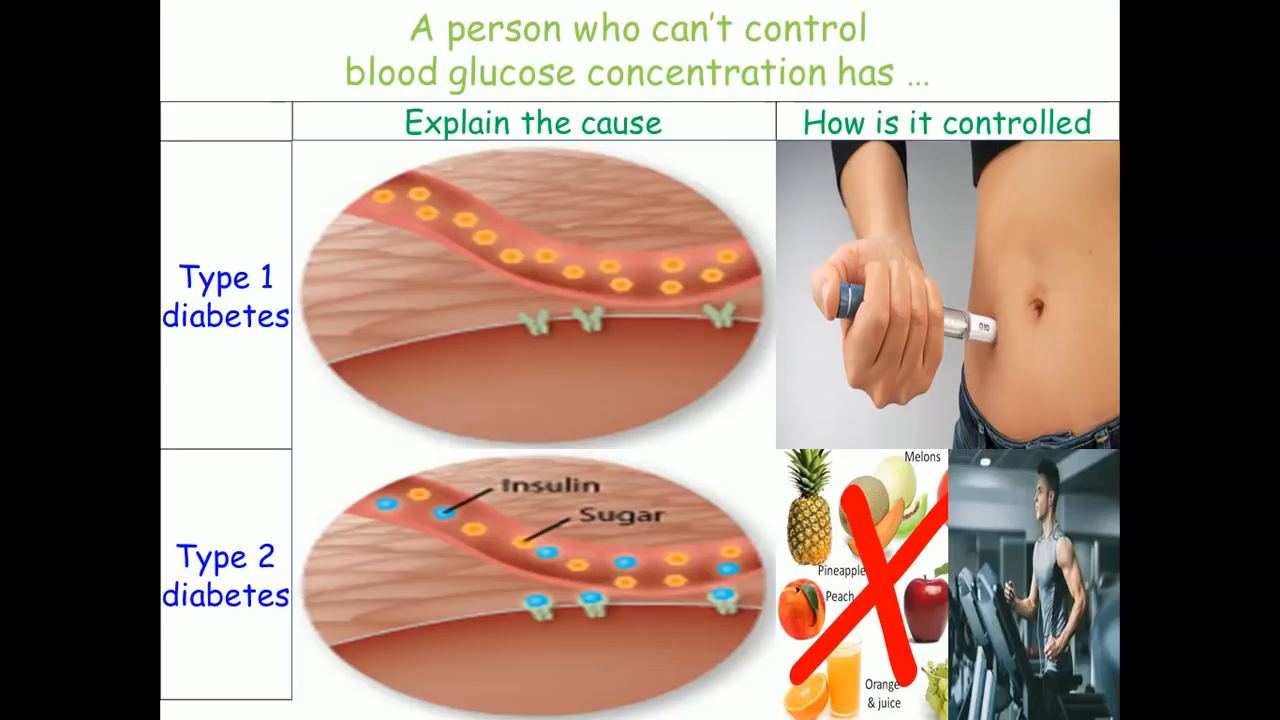 A person who can't control
blood glucose concentration has ...
Explain the cause
How is it controlled
Type 1
diabetes
Type 2
diabetes
Insulin
Sugar
Melons
Pineapple
Peach
Orange
& juice